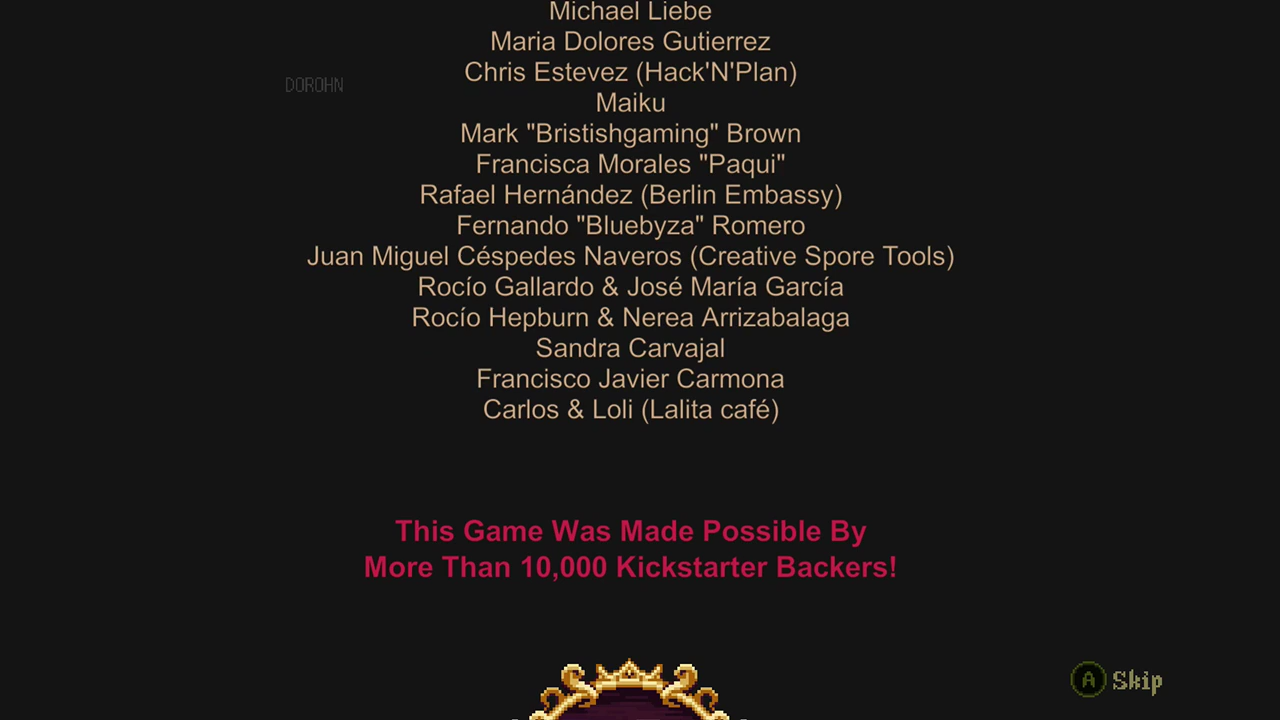 Michael Liebe
Maria Dolores Gutierrez
Chris Estevez (Hack'N'Plan)
DOROHN
Maiku
Mark "Bristishgaming" Brown
Francisca Morales "Paqui"
Rafael Hernández (Berlin Embassy)
Fernando "Bluebyza" Romero
Juan Miguel Céspedes Naveros (Creative Spore Tools)
Rocío Gallardo & José María García
Rocío Hepburn & Nerea Arrizabalaga
Sandra Carvajal
Francisco Javier Carmona
Carlos & Loli (Lalita café)
This Game Was Made Possible By
More Than 10,000 Kickstarter Backers!
A Skip